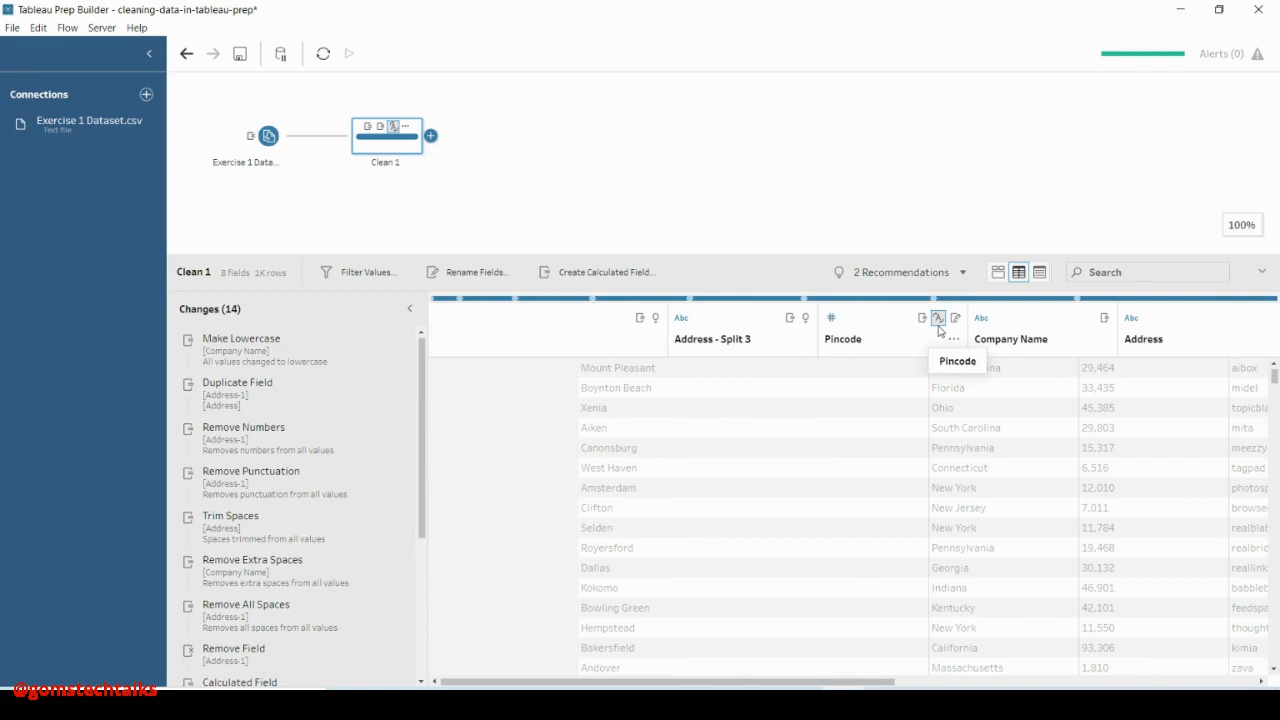 Tableau Prep Builder - cleaning-data-in-tableau-prep*
File Edit Flow Server Help
Alerts (0)
Connections
Exercise 1 Dataset.csv
Text file
Exercise 1 Data...
Clean 1
100%
Clean 1 8 fields 1K rows Filter Values... Rename Fields... Create Calculated Field... 2 Recommendations Search
Changes (14)
Make Lowercase
[Company Name]
All values changed to lowercase
Duplicate Field
[Address-1]
[Address]
Remove Numbers
[Address-1]
Removes numbers from all values
Remove Punctuation
[Address-1]
Removes punctuation from all values
Trim Spaces
[Address]
Spaces trimmed from all values
Remove Extra Spaces
[Company Name]
Removes extra spaces from all values
Remove All Spaces
[Address-1]
Removes all spaces from all values
Remove Field
[Address-1]
Calculated Field
Abc # Abc Abc
Address - Split 3 Pincode ... Company Name Address
Pincode
Mount Pleasant 29,464 aibox
Boynton Beach Florida 33,435 midel
Xenia Ohio 45,385 topicbla
Aiken South Carolina 29,803 mita
Canonsburg Pennsylvania 15,317 meezzy
West Haven Connecticut 6,516 tagpad
Amsterdam New York 12,010 photosp
Clifton New Jersey 7,011 browse
Selden New York 11,784 realblab
Royersford Pennsylvania 19,468 realbrid
Dallas Georgia 30,132 reallink
Kokomo Indiana 46,901 babbleb
Bowling Green Kentucky 42,101 feedspa
Hempstead New York 11,550 though
Bakersfield California 93,306 kimia
Andover Massachusetts 1,810 zava
@gomstechtalks